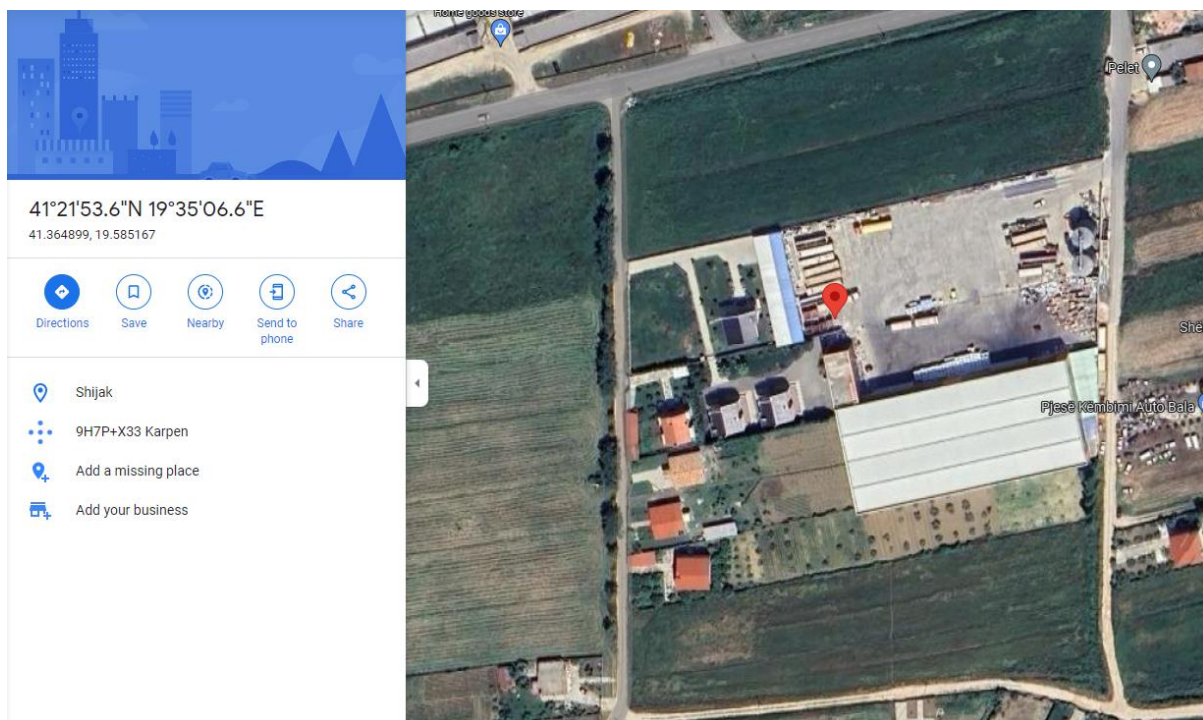 41°21'53.6"N 19°35'06.6"E
41.364899, 19.585167
Directions
Save
Nearby
Send to
phone
Share
Shijak
9H7P+X33 Karpen
Add a missing place
Add your business
Home goods store
Pelet
Shë
Pjesë Këmbimi Auto Bala